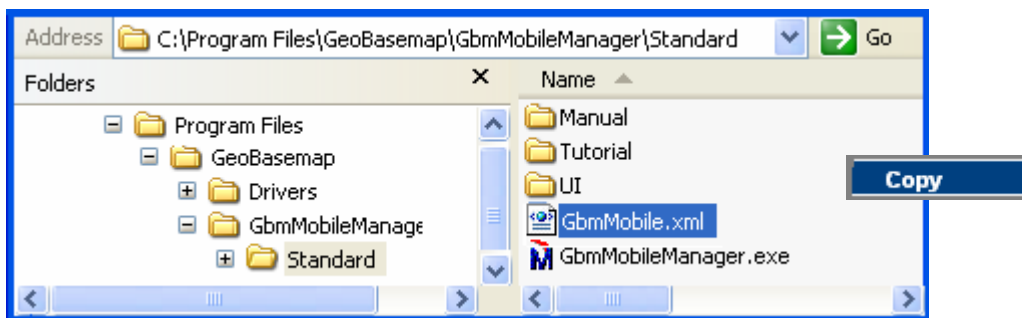 Address C:\Program Files\GeoBasemap\GbmMobileManager\Standard Go
Folders
Program Files
GeoBasemap
Drivers
GbmMobileManage
Standard
Name
Manual
Tutorial
UI
GbmMobile.xml
GbmMobileManager.exe
Copy